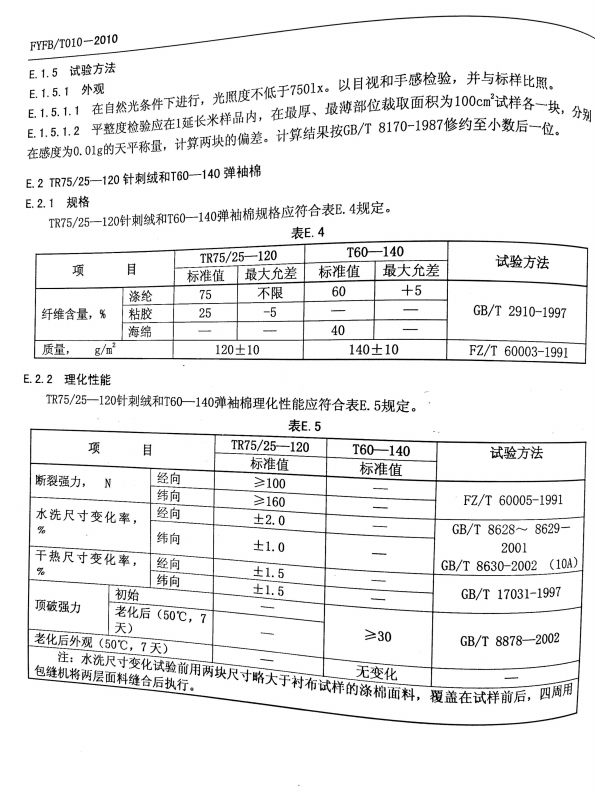 FYFB/T010—2010
E.1.5 试验方法
E.1.5.1 外观
E.1.5.1.1 在自然光条件下进行，光照度不低于750lx。以目视和手感检验，并与标样比照。
E.1.5.1.2 平整度检验应在1延长米样品内，在最厚、最薄部位裁取面积为100cm²试样各一块，分别
在感度为0.01g的天平称量，计算两块的偏差。计算结果按GB/T 8170-1987修约至小数后一位。
E.2 TR75/25—120针刺绒和T60—140弹袖棉
E.2.1 规格
TR75/25—120针刺绒和T60—140弹袖棉规格应符合表E.4规定。
表E.4
项 目 TR75/25—120 T60—140 试验方法
标准值 最大允差 标准值 最大允差
纤维含量，% 涤纶 75 不限 60 +5 GB/T 2910-1997
粘胶 25 -5 — —
海绵 — — 40 —
质量， g/m² 120±10 140±10 FZ/T 60003-1991
E.2.2 理化性能
TR75/25—120针刺绒和T60—140弹袖棉理化性能应符合表E.5规定。
表E.5
项 目 TR75/25—120 T60—140 试验方法
标准值 标准值
断裂强力， N 经向 ≥100 — FZ/T 60005-1991
纬向 ≥160 —
水洗尺寸变化率，% 经向 ±2.0 — GB/T 8628～8629-2001
纬向 ±1.0 — GB/T 8630-2002 (10A)
干热尺寸变化率，% 经向 ±1.5 — GB/T 17031-1997
纬向 ±1.5 —
顶破强力 初始 — ≥30 GB/T 8878—2002
老化后（50℃，7天） —
老化后外观（50℃，7天） — 无变化 —
注：水洗尺寸变化试验前用两块尺寸略大于衬布试样的涤棉面料，覆盖在试样前后，四周用
包缝机将两层面料缝合后执行。